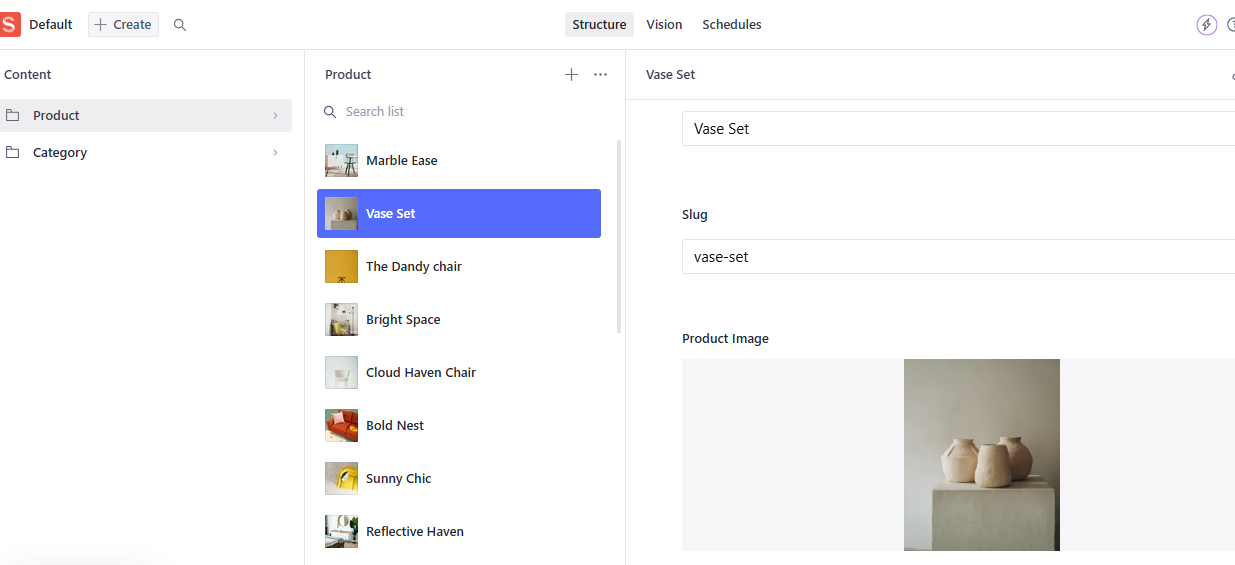 S Default + Create Structure Vision Schedules
Content
Product
Category
Product
Search list
Marble Ease
Vase Set
The Dandy chair
Bright Space
Cloud Haven Chair
Bold Nest
Sunny Chic
Reflective Haven
Vase Set
Vase Set
Slug
vase-set
Product Image